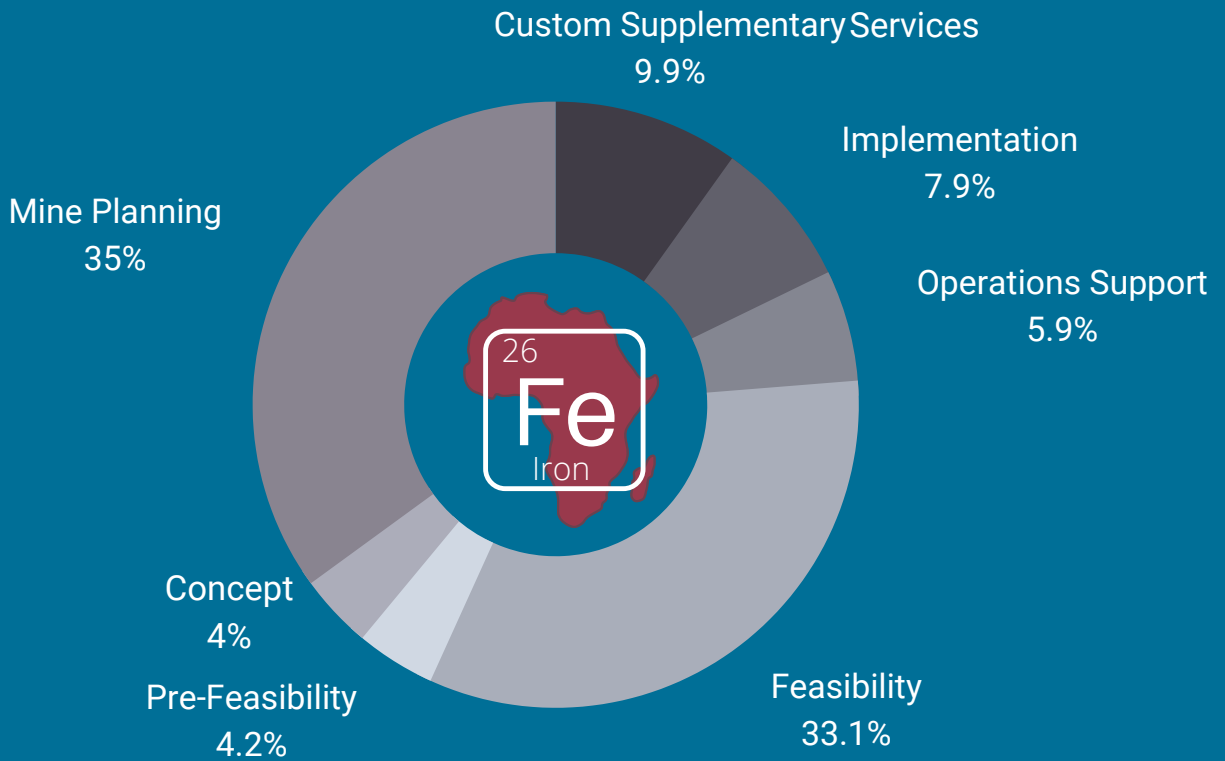 Custom Supplementary Services
9.9%
Implementation
7.9%
Mine Planning
35%
Operations Support
5.9%
26
Fe
Iron
Concept
4%
Pre-Feasibility
4.2%
Feasibility
33.1%